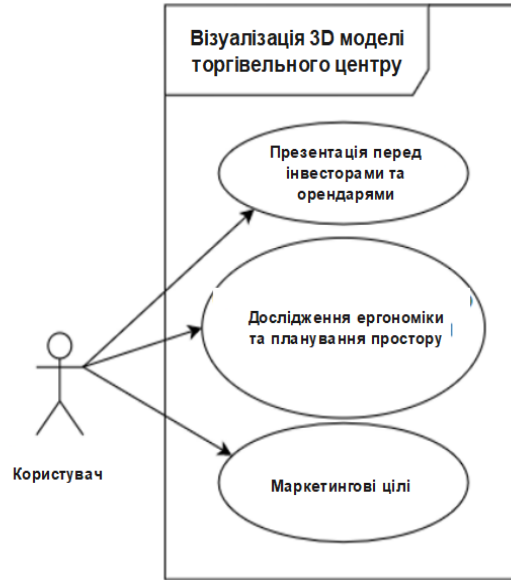 Візуалізація 3D моделі
торгівельного центру
Презентація перед
інвесторами та
орендарями
Дослідження ергономіки
та планування простору
Користувач
Маркетингові цілі